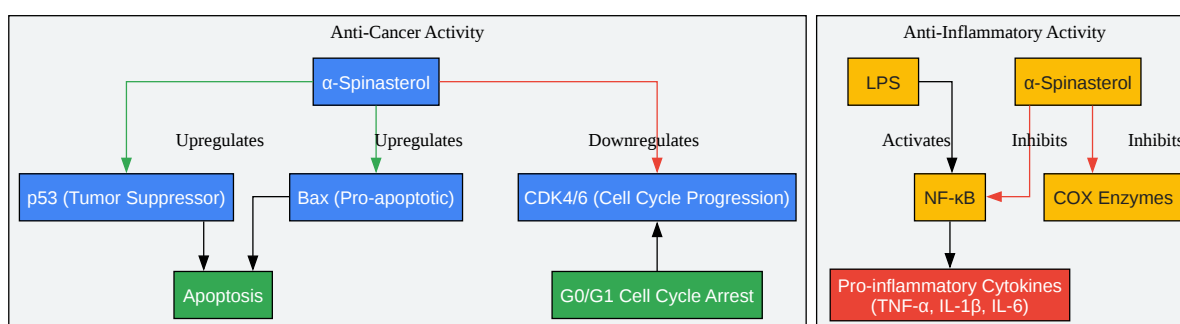 Anti-Cancer Activity
α-Spinasterol
Upregulates
Upregulates
Downregulates
p53 (Tumor Suppressor)
Bax (Pro-apoptotic)
CDK4/6 (Cell Cycle Progression)
Apoptosis
G0/G1 Cell Cycle Arrest
Anti-Inflammatory Activity
LPS
α-Spinasterol
Activates
Inhibits
Inhibits
NF-κB
COX Enzymes
Pro-inflammatory Cytokines
(TNF-α, IL-1β, IL-6)